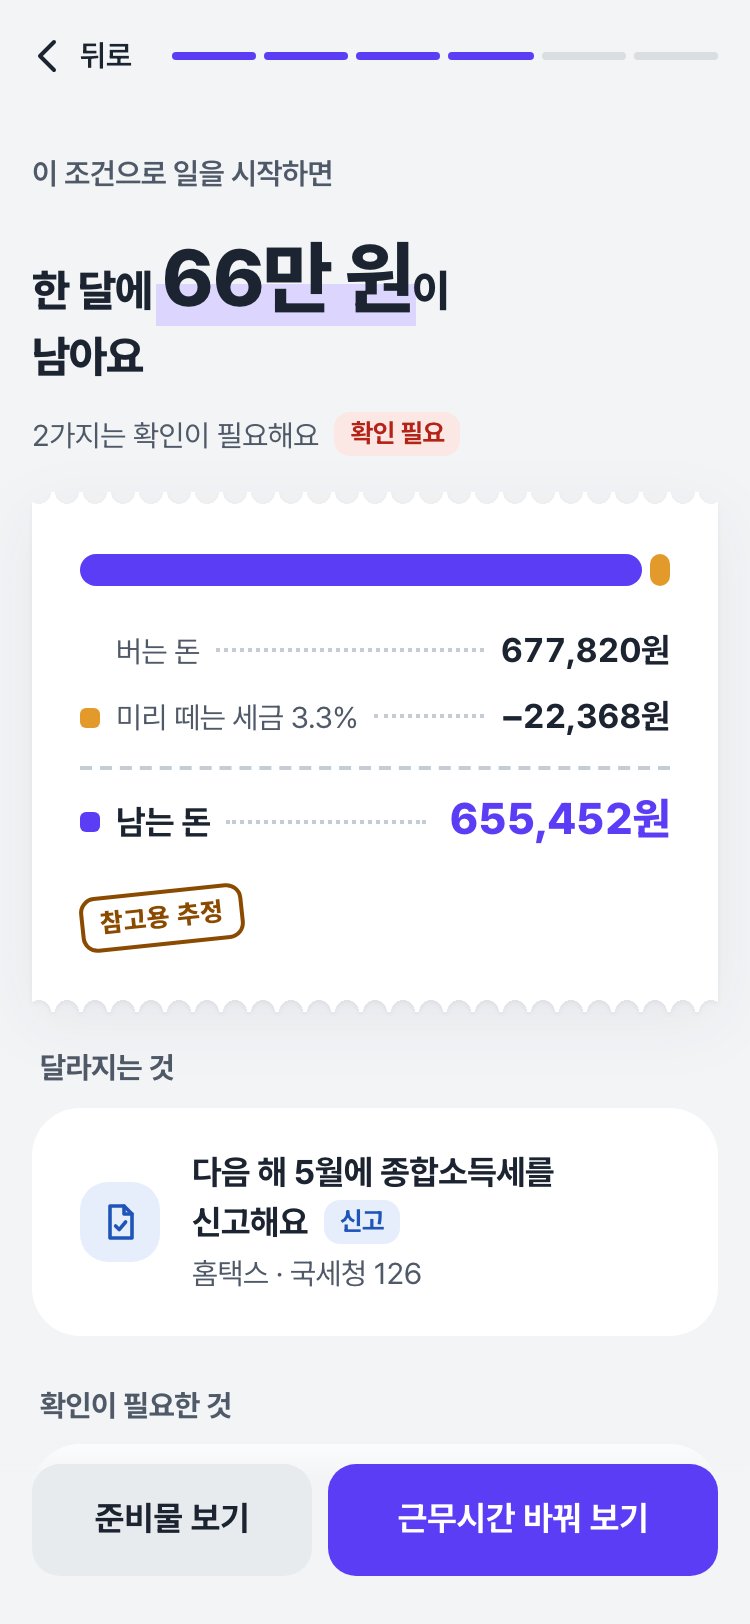 뒤로
이 조건으로 일을 시작하면
한 달에 66만 원이
남아요
2가지는 확인이 필요해요 확인 필요
버는 돈 677,820원
미리 떼는 세금 3.3% −22,368원
남는 돈 655,452원
참고용 추정
달라지는 것
다음 해 5월에 종합소득세를
신고해요 신고
홈택스 · 국세청 126
확인이 필요한 것
준비물 보기 근무시간 바꿔 보기